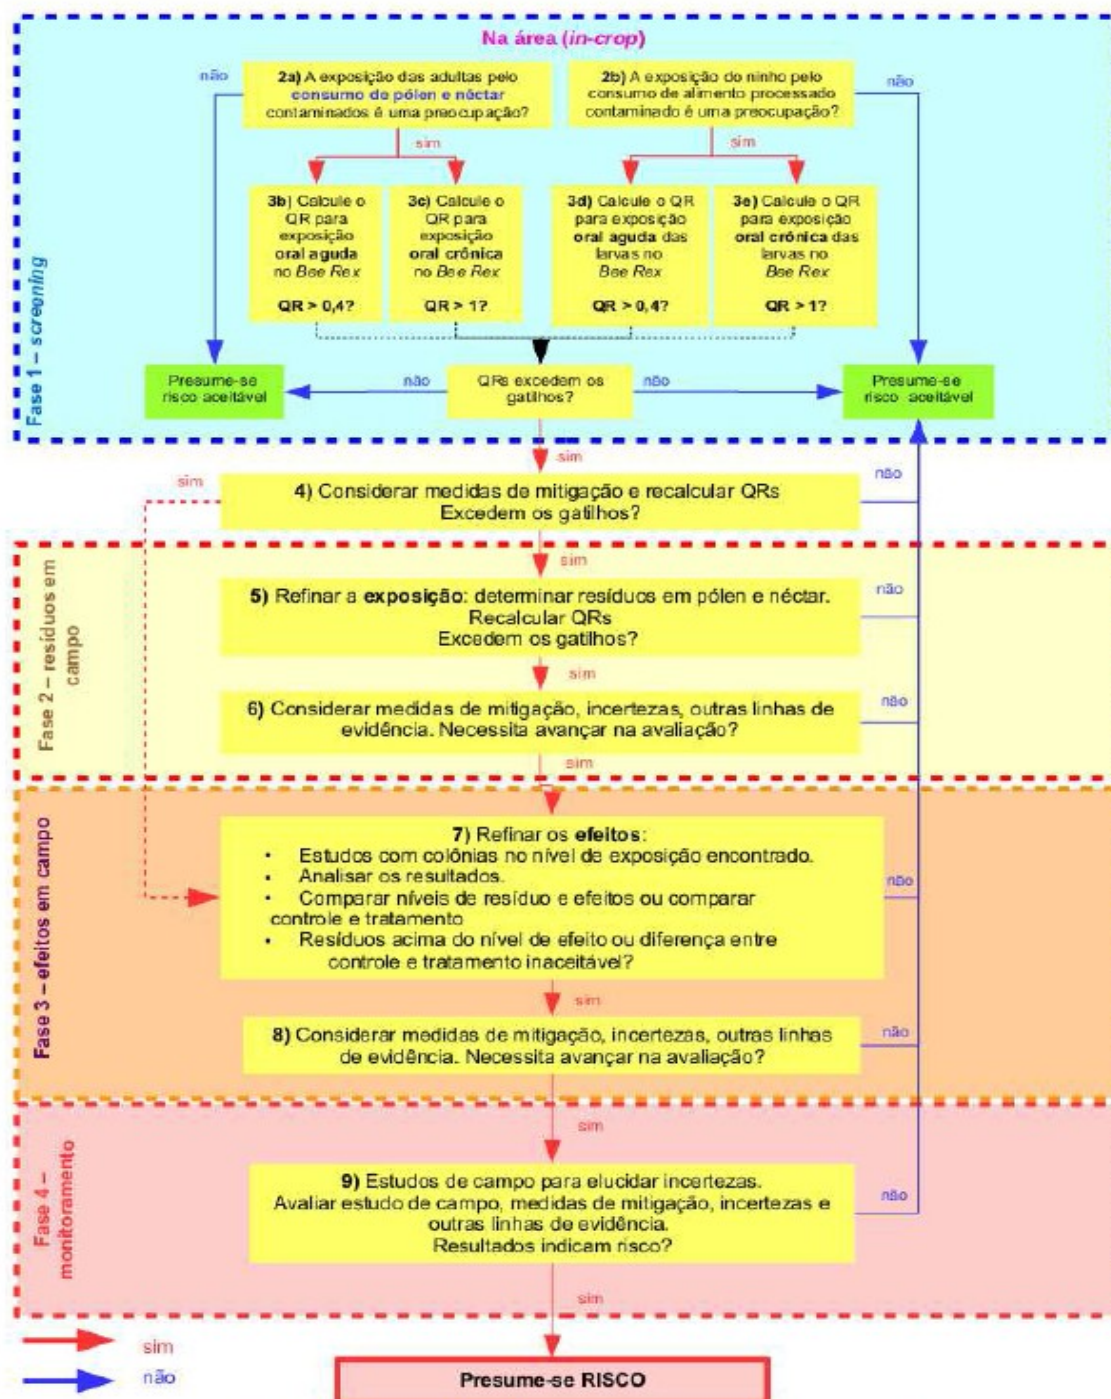 Na área (in-crop)
não
2a) A exposição das adultas pelo
consumo de pólen e néctar
contaminados é uma preocupação?
2b) A exposição do ninho pelo
consumo de alimento processado
contaminado é uma preocupação?
não
sim
sim
3b) Calcule o
QR para
exposição
oral aguda
no Bee Rex
QR > 0,4?
3c) Calcule o
QR para
exposição
oral crônica
no Bee Rex
QR > 1?
3d) Calcule o QR
para exposição
oral aguda das
larvas no
Bee Rex
QR > 0,4?
3e) Calcule o QR
para exposição
oral crônica das
larvas no
Bee Rex
QR > 1?
Fase 1 – screening
Presume-se
risco aceitável
não
QRs excedem os
gatilhos?
não
Presume-se
risco aceitável
sim
sim
4) Considerar medidas de mitigação e recalcular QRs
Excedem os gatilhos?
não
sim
Fase 2 – resíduos em
campo
5) Refinar a exposição: determinar resíduos em pólen e néctar.
Recalcular QRs
Excedem os gatilhos?
não
sim
6) Considerar medidas de mitigação, incertezas, outras linhas de
evidência. Necessita avançar na avaliação?
não
sim
Fase 3 – efeitos em campo
7) Refinar os efeitos:
• Estudos com colônias no nível de exposição encontrado.
• Analisar os resultados.
• Comparar níveis de resíduo e efeitos ou comparar
controle e tratamento
• Resíduos acima do nível de efeito ou diferença entre
controle e tratamento inaceitável?
não
sim
8) Considerar medidas de mitigação, incertezas, outras linhas
de evidência. Necessita avançar na avaliação?
não
sim
Fase 4 –
monitoramento
9) Estudos de campo para elucidar incertezas.
Avaliar estudo de campo, medidas de mitigação, incertezas e
outras linhas de evidência.
Resultados indicam risco?
não
sim
sim
não
Presume-se RISCO